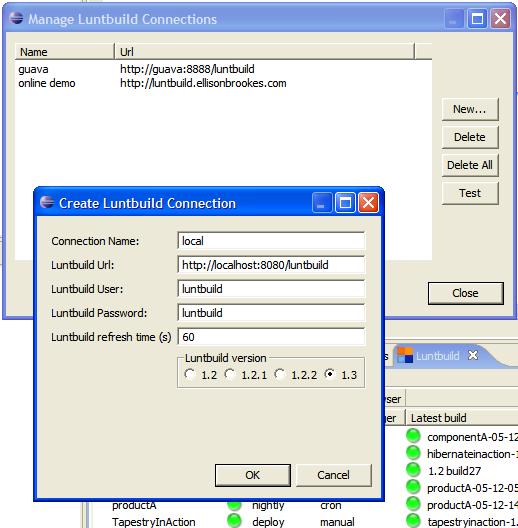 Manage Luntbuild Connections
Name Url
guava http://guava:8888/luntbuild
online demo http://luntbuild.ellisonbrookes.com
New...
Delete
Delete All
Test
Close
Create Luntbuild Connection
Connection Name: local
Luntbuild Url: http://localhost:8080/luntbuild
Luntbuild User: luntbuild
Luntbuild Password: luntbuild
Luntbuild refresh time (s) 60
Luntbuild version
1.2 1.2.1 1.2.2 1.3
OK Cancel
Luntbuild
Latest build
componentA-05-12
hibernateinaction-1
1.2 build27
productA-05-12-05
productA nightly cron productA-05-12-14
TapestryInAction deploy manual tapestryinaction-1